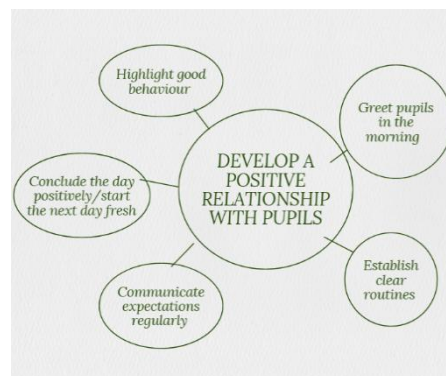 Highlight good
behaviour
Greet pupils
in the
morning
DEVELOP A
POSITIVE
RELATIONSHIP
WITH PUPILS
Conclude the day
positively/start
the next day fresh
Establish
clear
routines
Communicate
expectations
regularly